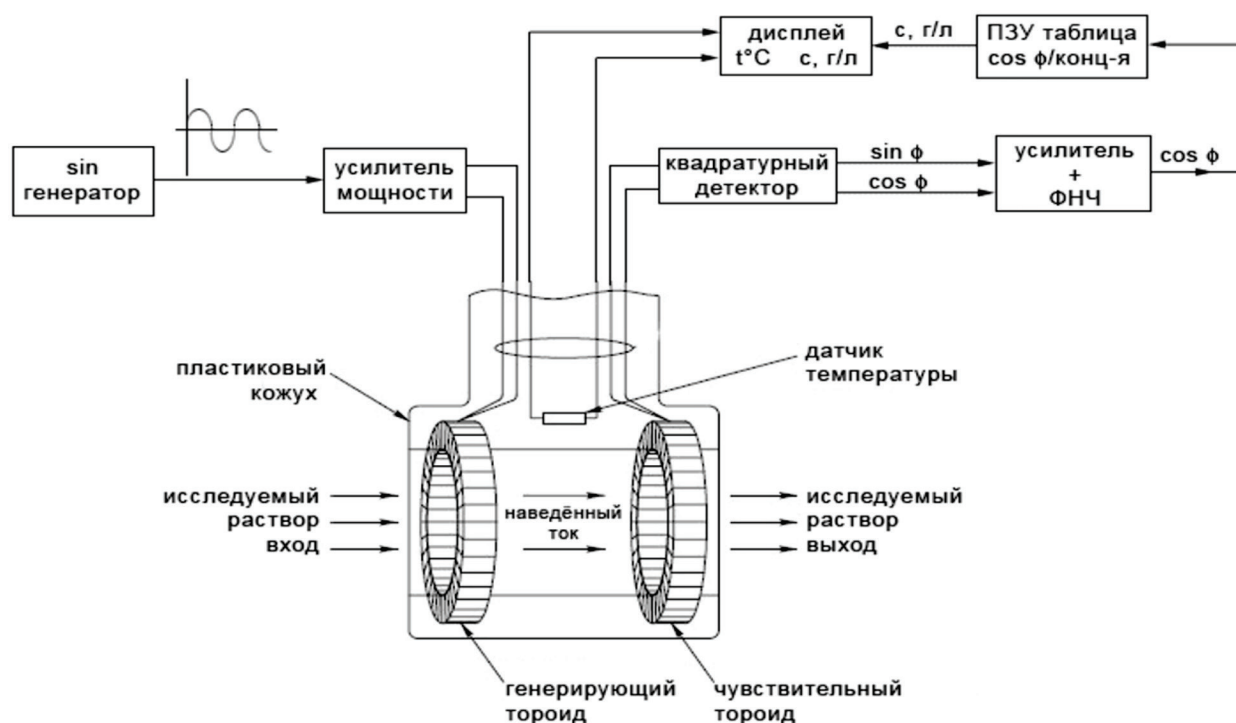 дисплей
t°C c, г/л
c, г/л
ПЗУ таблица
cos ϕ/конц-я
sin
генератор
усилитель
мощности
квадратурный
детектор
sin ϕ
cos ϕ
усилитель
+
ФНЧ
cos ϕ
пластиковый
кожух
датчик
температуры
исследуемый
раствор
вход
наведённый
ток
исследуемый
раствор
выход
генерирующий
тороид
чувствительный
тороид